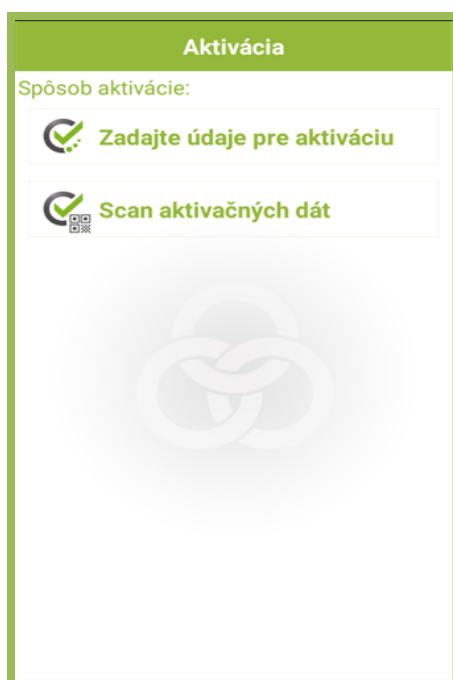 Aktivácia
Spôsob aktivácie:
Zadajte údaje pre aktiváciu
Scan aktivačných dát